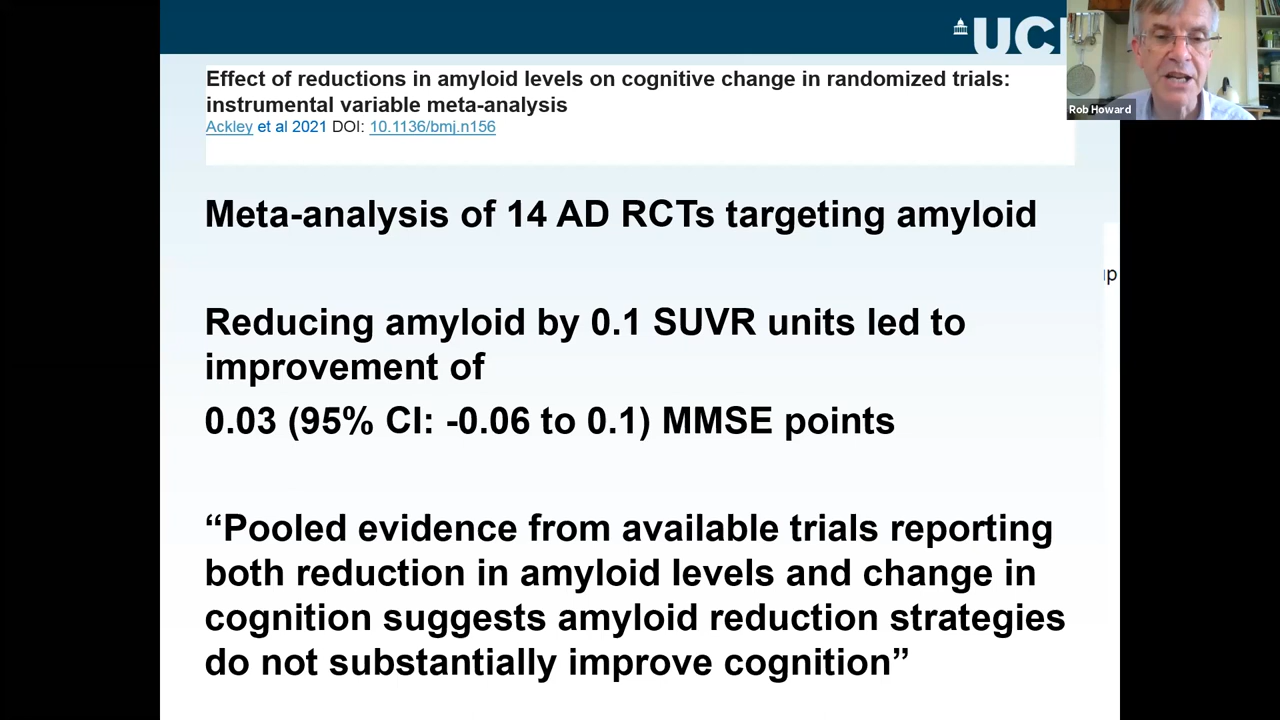 UCL
Rob Howard
Effect of reductions in amyloid levels on cognitive change in randomized trials:
instrumental variable meta-analysis
Ackley et al 2021 DOI: 10.1136/bmj.n156
Meta-analysis of 14 AD RCTs targeting amyloid
up
Reducing amyloid by 0.1 SUVR units led to
improvement of
0.03 (95% CI: -0.06 to 0.1) MMSE points
“Pooled evidence from available trials reporting
both reduction in amyloid levels and change in
cognition suggests amyloid reduction strategies
do not substantially improve cognition”